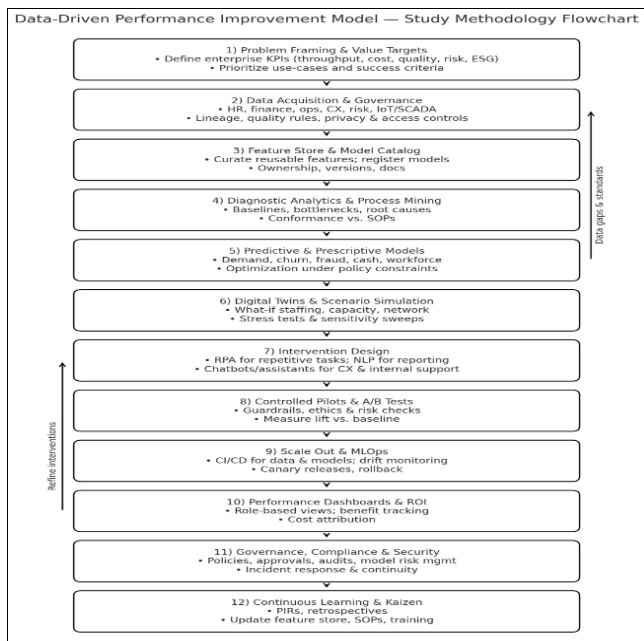 Data-Driven Performance Improvement Model — Study Methodology Flowchart
1) Problem Framing & Value Targets
• Define enterprise KPIs (throughput, cost, quality, risk, ESG)
• Prioritize use-cases and success criteria
2) Data Acquisition & Governance
• HR, finance, ops, CX, risk, IoT/SCADA
• Lineage, quality rules, privacy & access controls
3) Feature Store & Model Catalog
• Curate reusable features; register models
• Ownership, versions, docs
4) Diagnostic Analytics & Process Mining
• Baselines, bottlenecks, root causes
• Conformance vs. SOPs
5) Predictive & Prescriptive Models
• Demand, churn, fraud, cash, workforce
• Optimization under policy constraints
Data gaps & standards
6) Digital Twins & Scenario Simulation
• What-if staffing, capacity, network
• Stress tests & sensitivity sweeps
7) Intervention Design
• RPA for repetitive tasks; NLP for reporting
• Chatbots/assistants for CX & internal support
8) Controlled Pilots & A/B Tests
• Guardrails, ethics & risk checks
• Measure lift vs. baseline
9) Scale Out & MLOps
• CI/CD for data & models; drift monitoring
• Canary releases, rollback
Refine interventions
10) Performance Dashboards & ROI
• Role-based views; benefit tracking
• Cost attribution
11) Governance, Compliance & Security
• Policies, approvals, audits, model risk mgmt
• Incident response & continuity
12) Continuous Learning & Kaizen
• PIRs, retrospectives
• Update feature store, SOPs, training